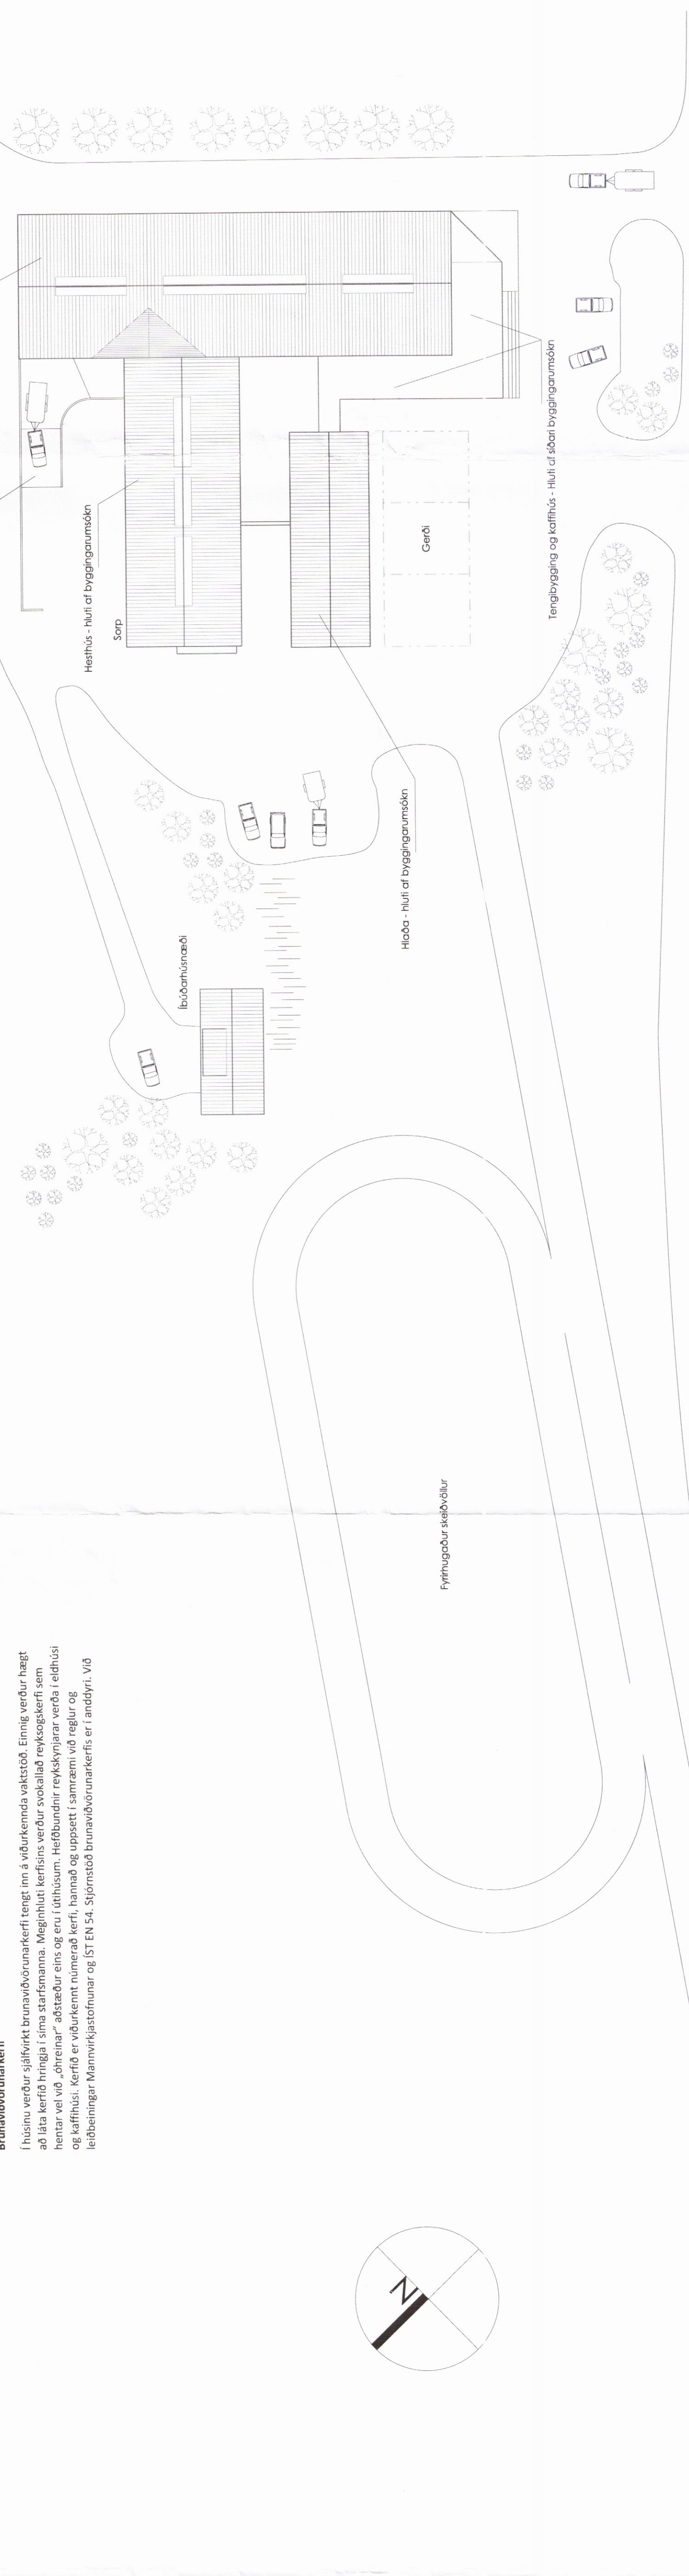 Brunaviðvörunarkerfi
Í húsinu verður sjálfvirkt brunaviðvörunarkerfi tengt inn á viðurkennda vaktstöð. Einnig verður hægt
að láta kerfið hringja í síma starfsmanna. Meginhluti kerfisins verður svokallað reyksogskerfi sem
hentar vel við „óhreinar" aðstæður eins og eru í útihúsum. Hefðbundnir reykskynjarar verða í eldhúsi
og kaffihúsi. Kerfið er viðurkennt númerað kerfi, hannað og uppsett í samræmi við reglur og
leiðbeiningar Mannvirkjastofnunar og ÍST EN 54. Stjórnstöð brunaviðvörunarkerfis er í anddyri. Við
Hesthús - hluti af byggingarumsókn
Sorp
Íbúðarhúsnæði
Hlaða - hluti af byggingarumsókn
Gerði
Tengibygging og kaffihús - Hluti af síðari byggingarumsókn
Fyrirhugaður skeiðvöllur
N